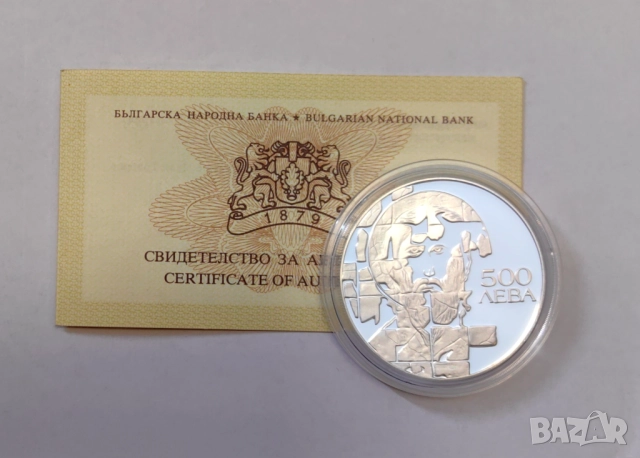 БЪЛГАРСКА НАРОДНА БАНКА ★ BULGARIAN NATIONAL BANK
1879
СВИДЕТЕЛСТВО ЗА АВ
CERTIFICATE OF AU
500
ЛЕВА
BAZAR